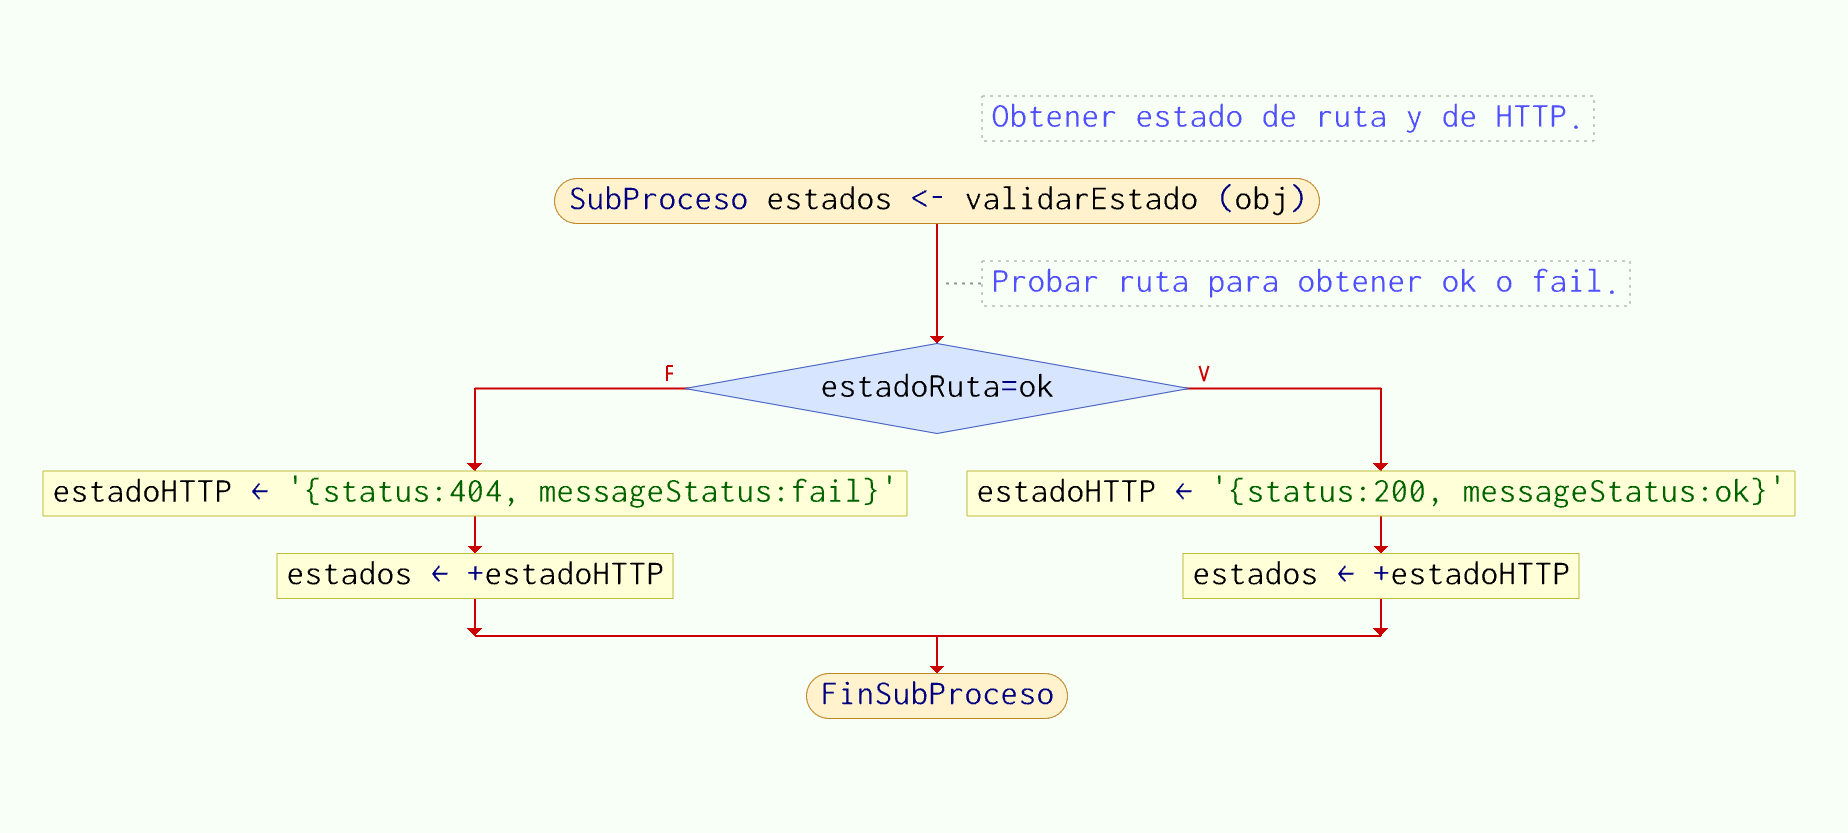 Obtener estado de ruta y de HTTP.
SubProceso estados <- validarEstado (obj)
Probar ruta para obtener ok o fail.
F
V
estadoRuta=ok
estadoHTTP ← '{status:404, messageStatus:fail}'
estadoHTTP ← '{status:200, messageStatus:ok}'
estados ← +estadoHTTP
estados ← +estadoHTTP
FinSubProceso